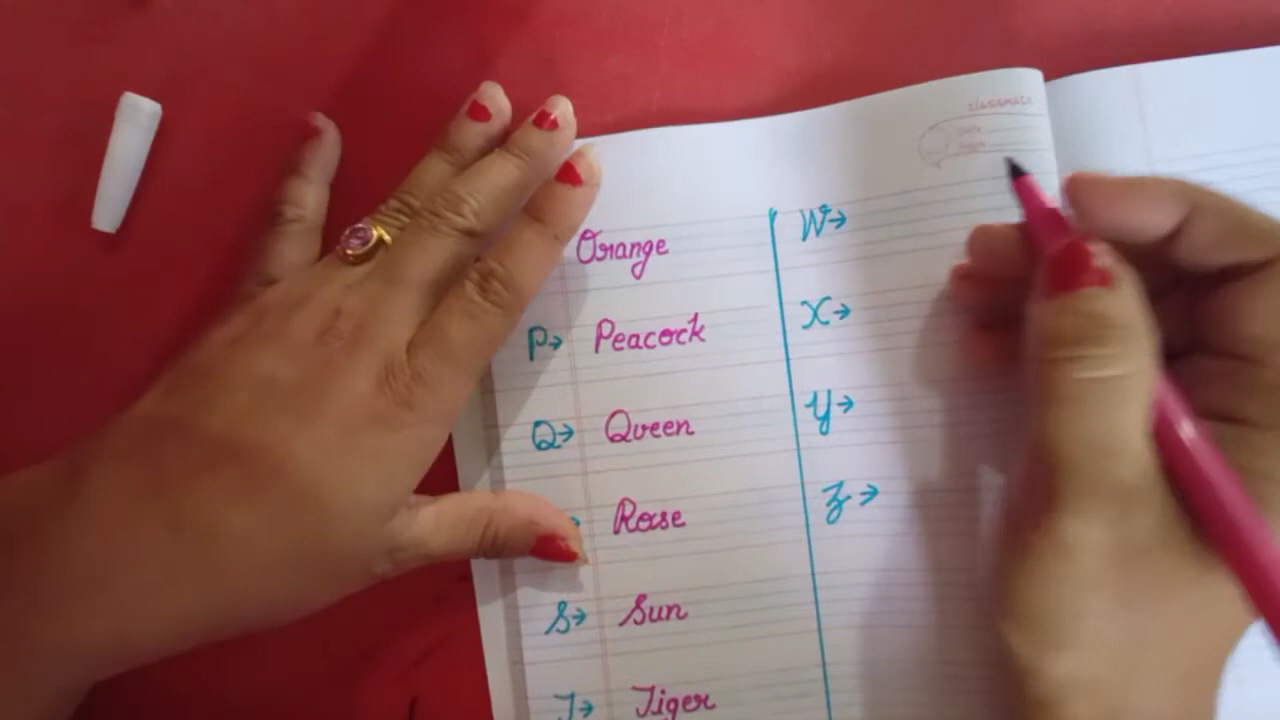 classmate
Orange
P→ Peacock
Q→ Queen
Rose
S→ Sun
T→ Tiger
W→
X→
Y→
Z→